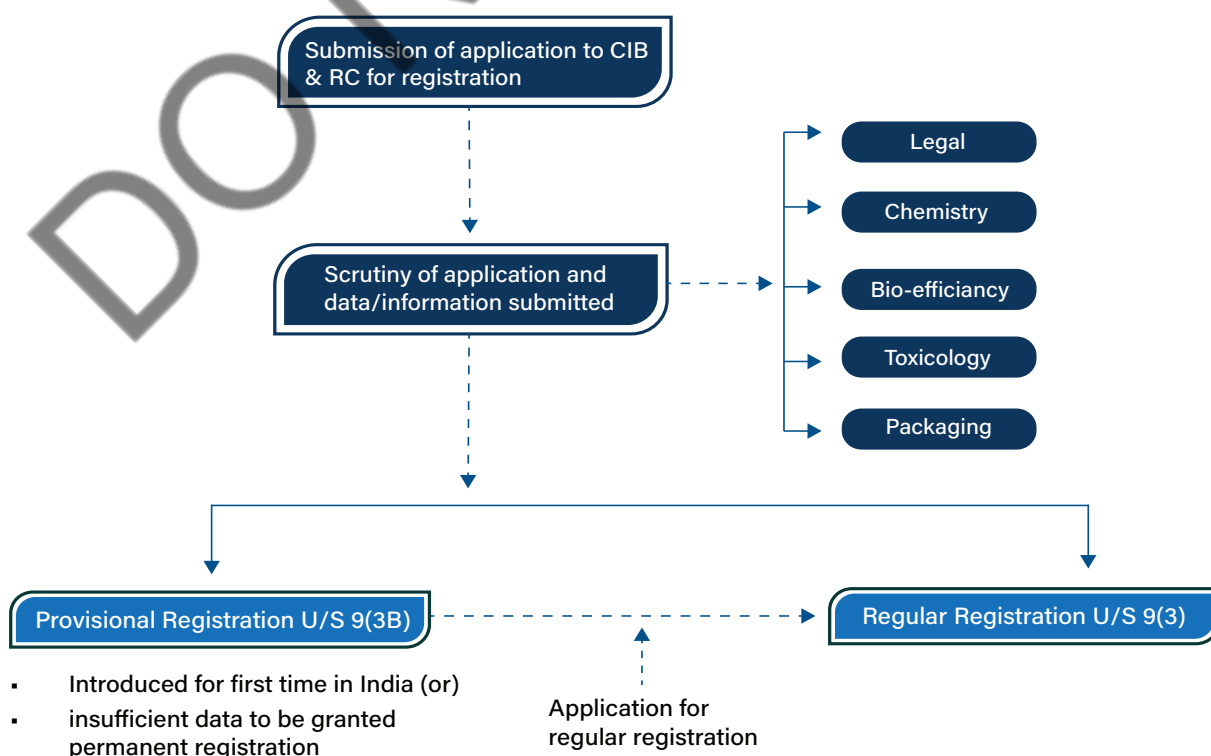 Submission of application to CIB
& RC for registration
Legal
Chemistry
Scrutiny of application and
data/information submitted
Bio-efficiancy
Toxicology
Packaging
Provisional Registration U/S 9(3B)
Regular Registration U/S 9(3)
▪ Introduced for first time in India (or)
▪ insufficient data to be granted
permanent registration
Application for
regular registration
DO